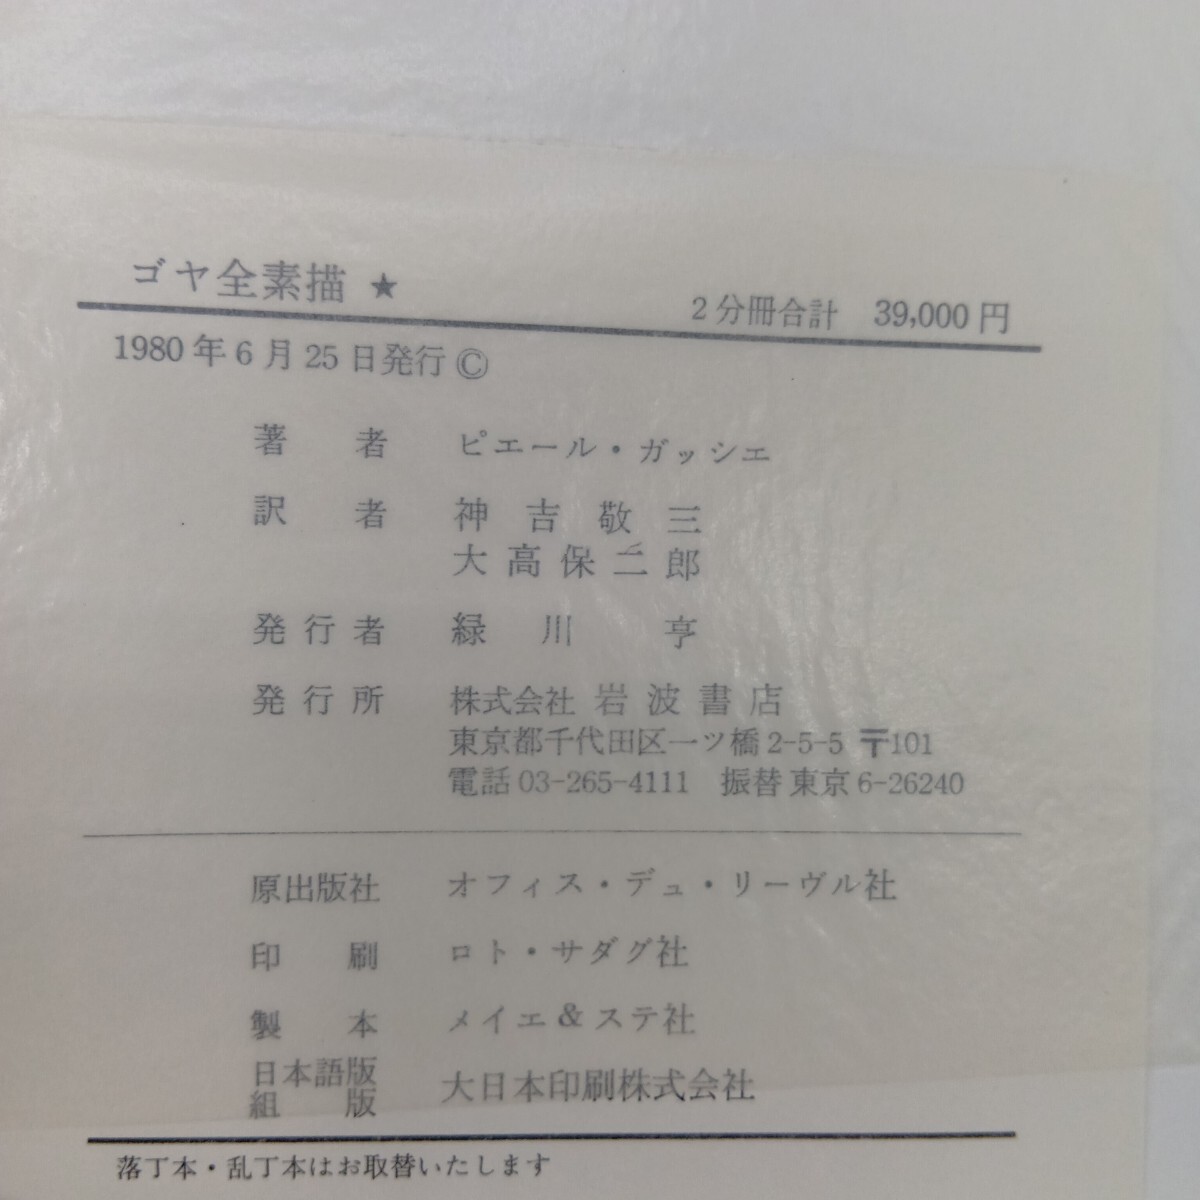 ゴヤ全素描 ★
2分冊合計 39,000円
1980年6月25日発行 ©
著者 ピエール・ガッシエ
訳者 神吉敬三
大高保二郎
発行者 緑川亨
発行所 株式会社 岩波書店
東京都千代田区一ツ橋2-5-5 〒101
電話 03-265-4111 振替 東京 6-26240
原出版社 オフィス・デュ・リーヴル社
印刷 ロト・サダグ社
製本 メイエ&ステ社
日本語版
組版 大日本印刷株式会社
落丁本・乱丁本はお取替いたします